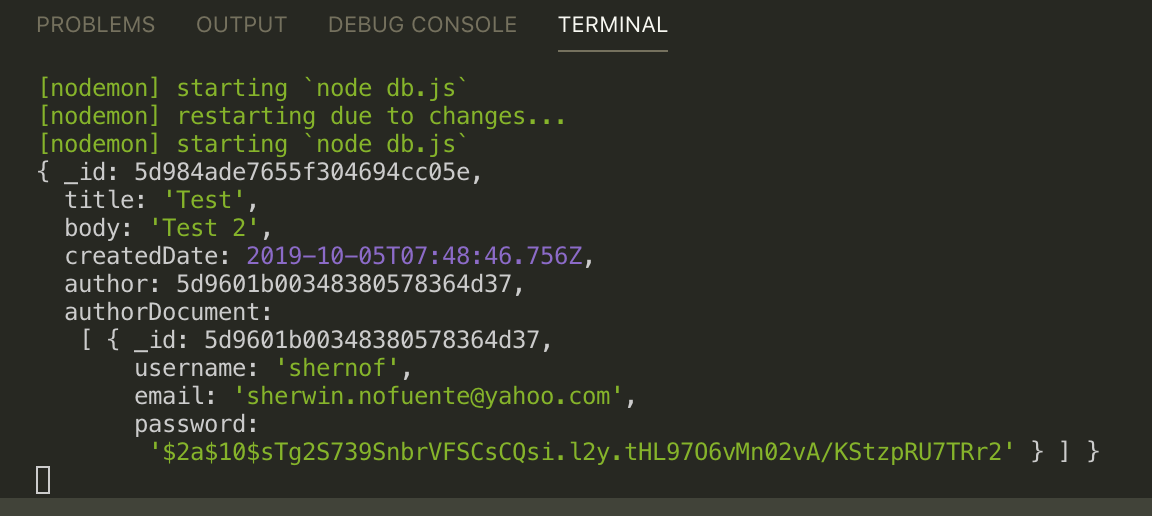 PROBLEMS OUTPUT DEBUG CONSOLE TERMINAL
[nodemon] starting `node db.js`
[nodemon] restarting due to changes...
[nodemon] starting `node db.js`
{ _id: 5d984ade7655f304694cc05e,
title: 'Test',
body: 'Test 2',
createdDate: 2019-10-05T07:48:46.756Z,
author: 5d9601b00348380578364d37,
authorDocument:
[ { _id: 5d9601b00348380578364d37,
username: 'shernof',
email: 'sherwin.nofuente@yahoo.com',
password:
'$2a$10$sTg2S739SnbrVFSCsCQsi.l2y.tHL97O6vMn02vA/KStzpRU7TRr2' } ] }